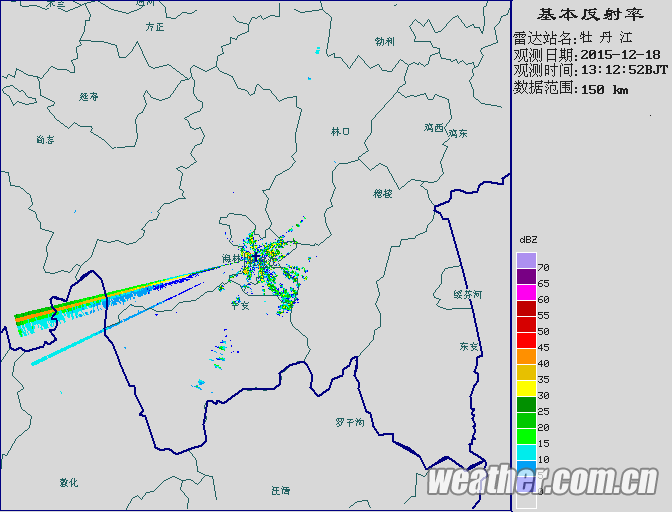 方正
勃利
延寿
尚志
林口
鸡西
鸡东
穆棱
海林
宁安
绥芬河
东宁
罗子沟
敦化
汪清
基本反射率
雷达站名:牡 丹 江
观测日期:2015-12-18
观测时间:13:12:52BJT
数据范围:150 km
dBZ
70
65
60
55
50
45
40
35
30
25
20
15
10
5
0
weather.com.cn